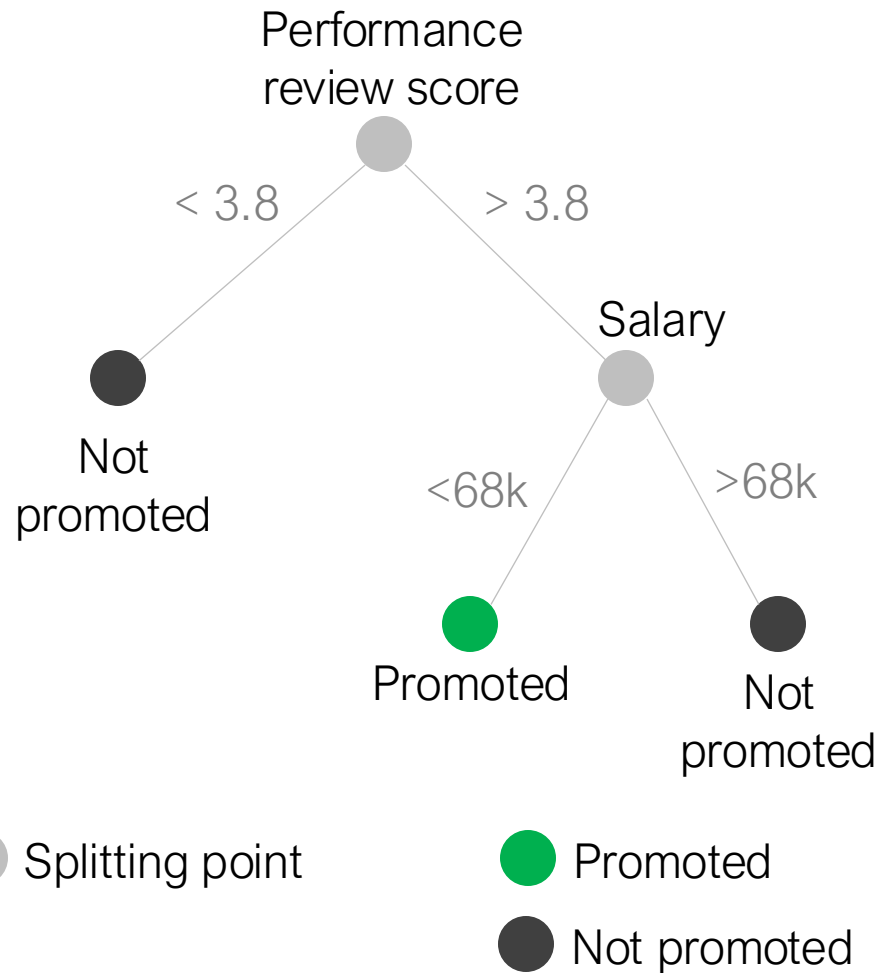 Performance
review score
< 3.8
> 3.8
Salary
Not
promoted
<68k
>68k
Promoted
Not
promoted
Splitting point
Promoted
Not promoted